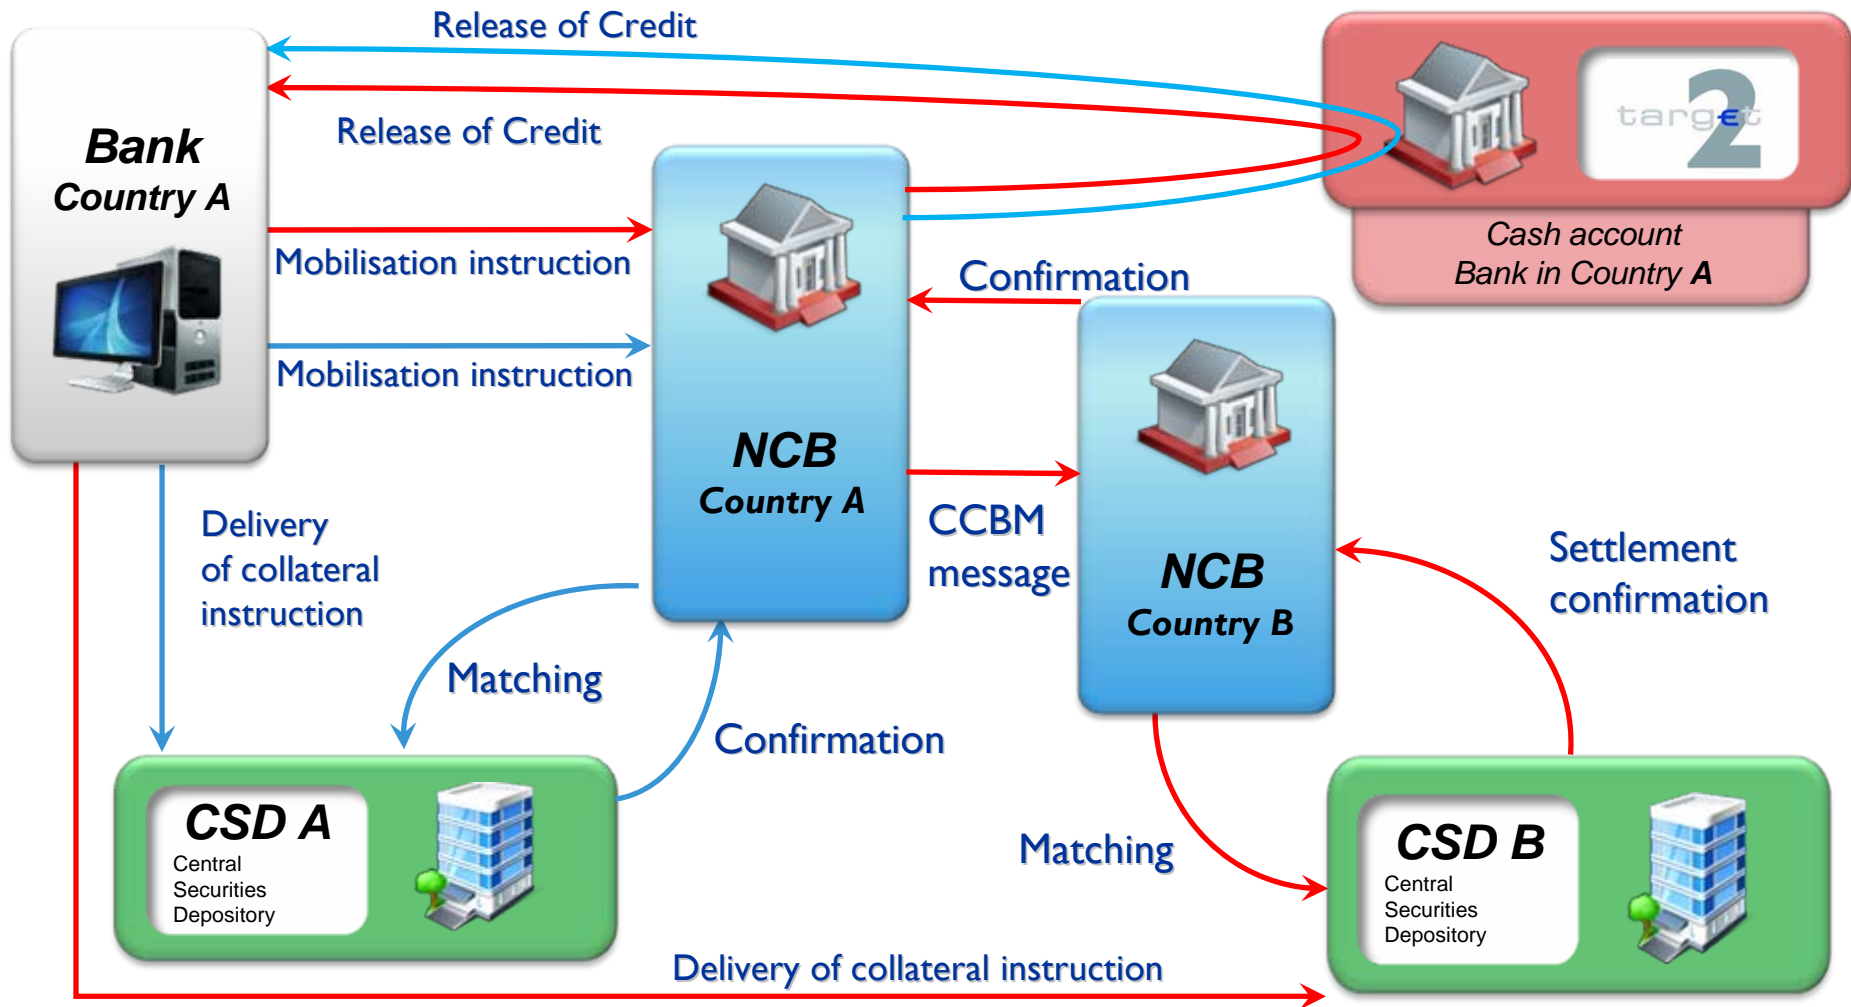 Release of Credit
Release of Credit
Bank
Country A
target
2
Cash account
Bank in Country A
Mobilisation instruction
Mobilisation instruction
Confirmation
NCB
Country A
CCBM
message
NCB
Country B
Settlement
confirmation
Delivery
of collateral
instruction
Matching
Confirmation
Matching
CSD A
Central
Securities
Depository
CSD B
Central
Securities
Depository
Delivery of collateral instruction